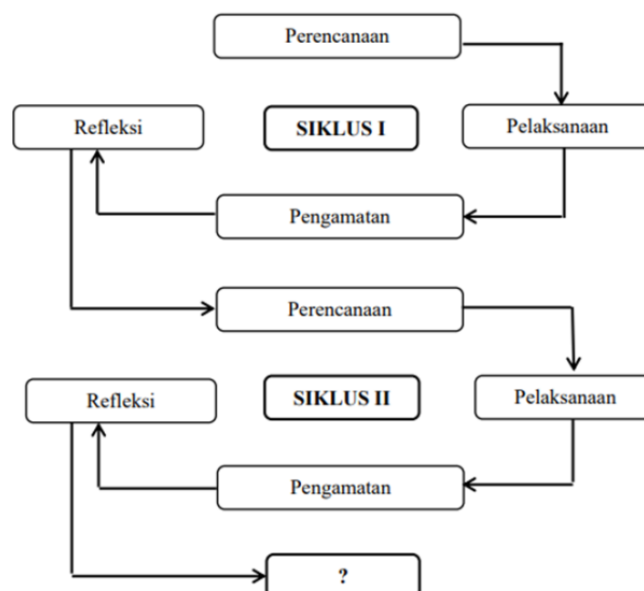 Perencanaan
Refleksi
SIKLUS I
Pelaksanaan
Pengamatan
Perencanaan
Refleksi
SIKLUS II
Pelaksanaan
Pengamatan
?